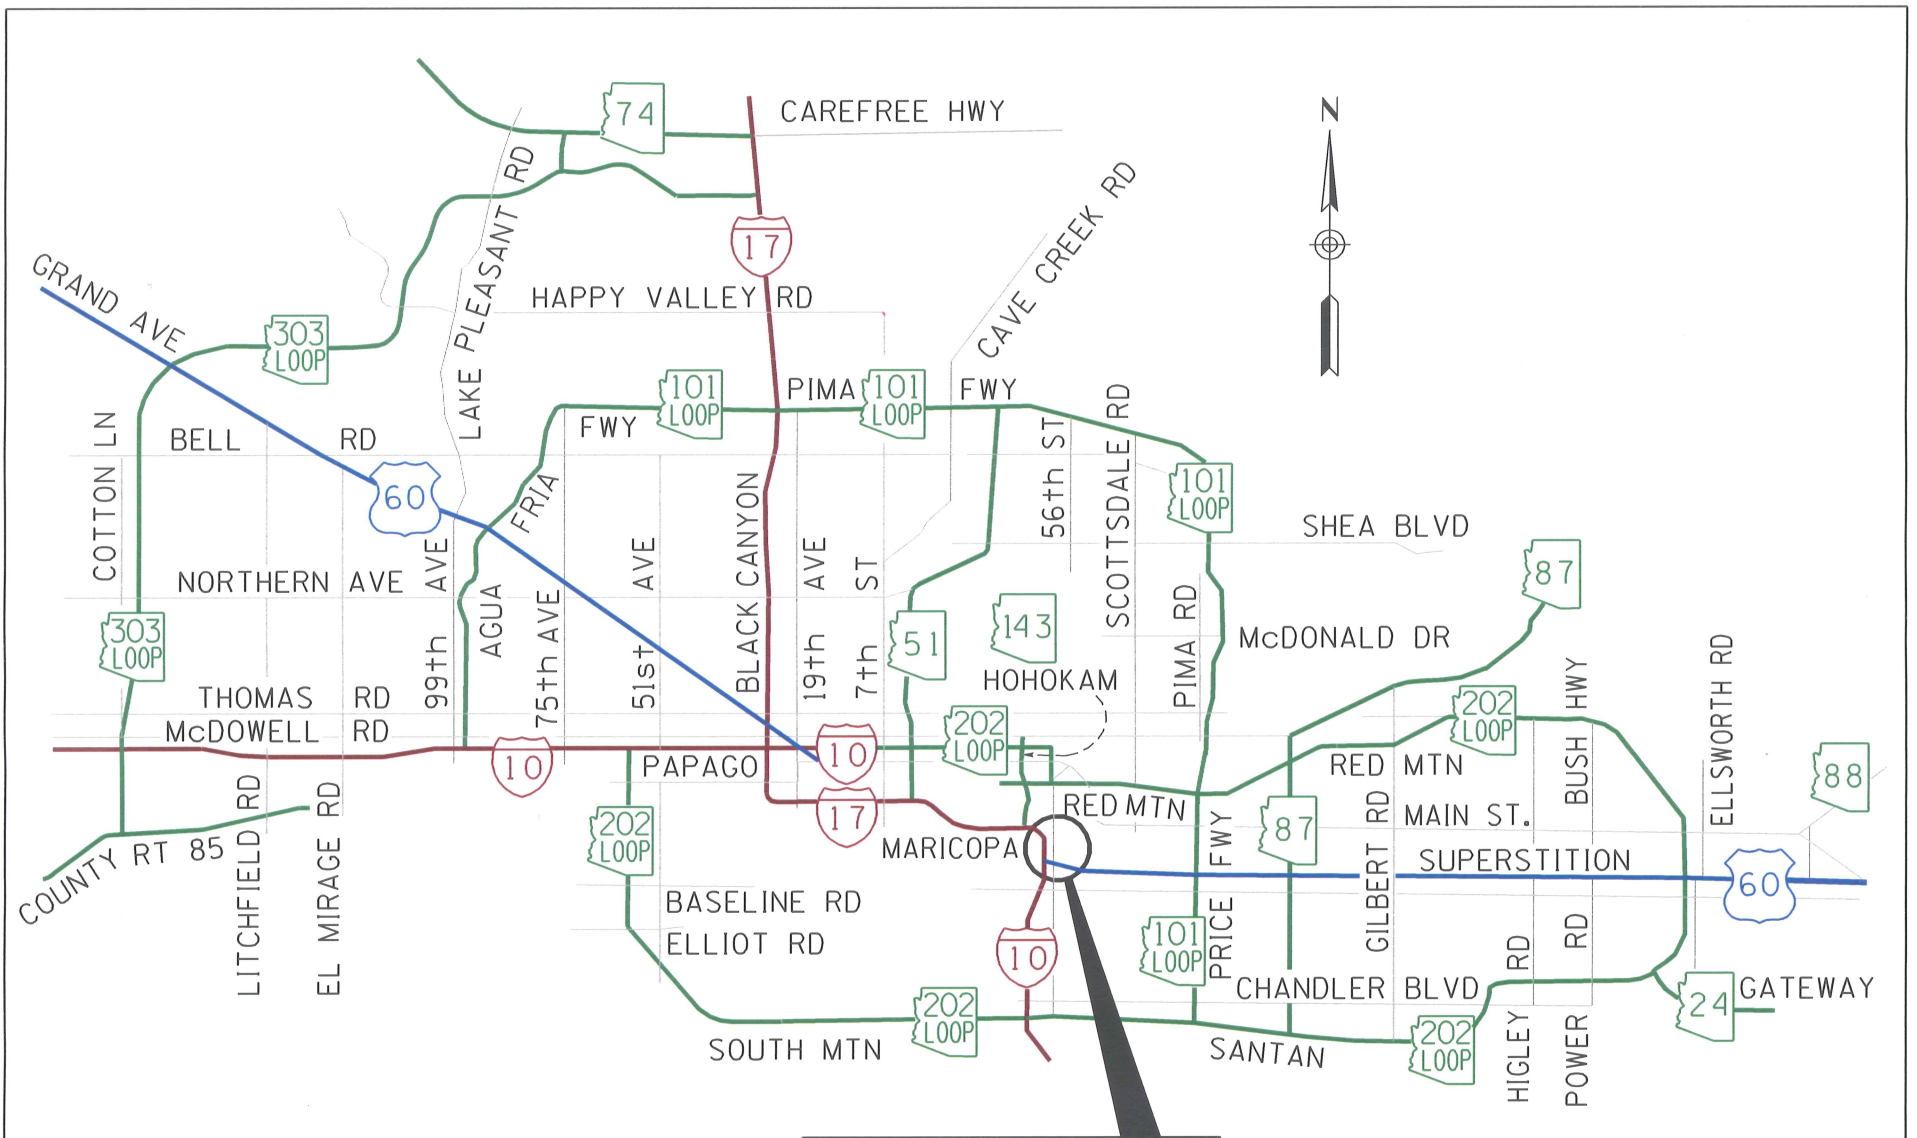 74
CAREFREE HWY
N
LAKE PLEASANT RD
17
CAVE CREEK RD
GRAND AVE
HAPPY VALLEY RD
303
LOOP
101
LOOP
PIMA
101
LOOP
FWY
FWY
BELL RD
COTTON LN
60
AGUA FRIA
BLACK CANYON
56th ST
SCOTTSDALE RD
101
LOOP
SHEA BLVD
87
NORTHERN AVE
99th AVE
75th AVE
51st AVE
19th AVE
7th ST
303
LOOP
51
143
HOHOKAM
PIMA RD
McDONALD DR
THOMAS RD
McDOWELL RD
10
PAPAGO
10
202
LOOP
202
LOOP
BUSH HWY
ELLSWORTH RD
88
RED MTN
RED MTN
17
MARICOPA
202
LOOP
87
MAIN ST.
SUPERSTITION
60
COUNTY RT 85
LITCHFIELD RD
EL MIRAGE RD
BASELINE RD
ELLIOT RD
10
101
LOOP
PRICE FWY
GILBERT RD
CHANDLER BLVD
HIGLEY RD
POWER RD
24
GATEWAY
202
LOOP
SOUTH MTN
SANTAN
202
LOOP